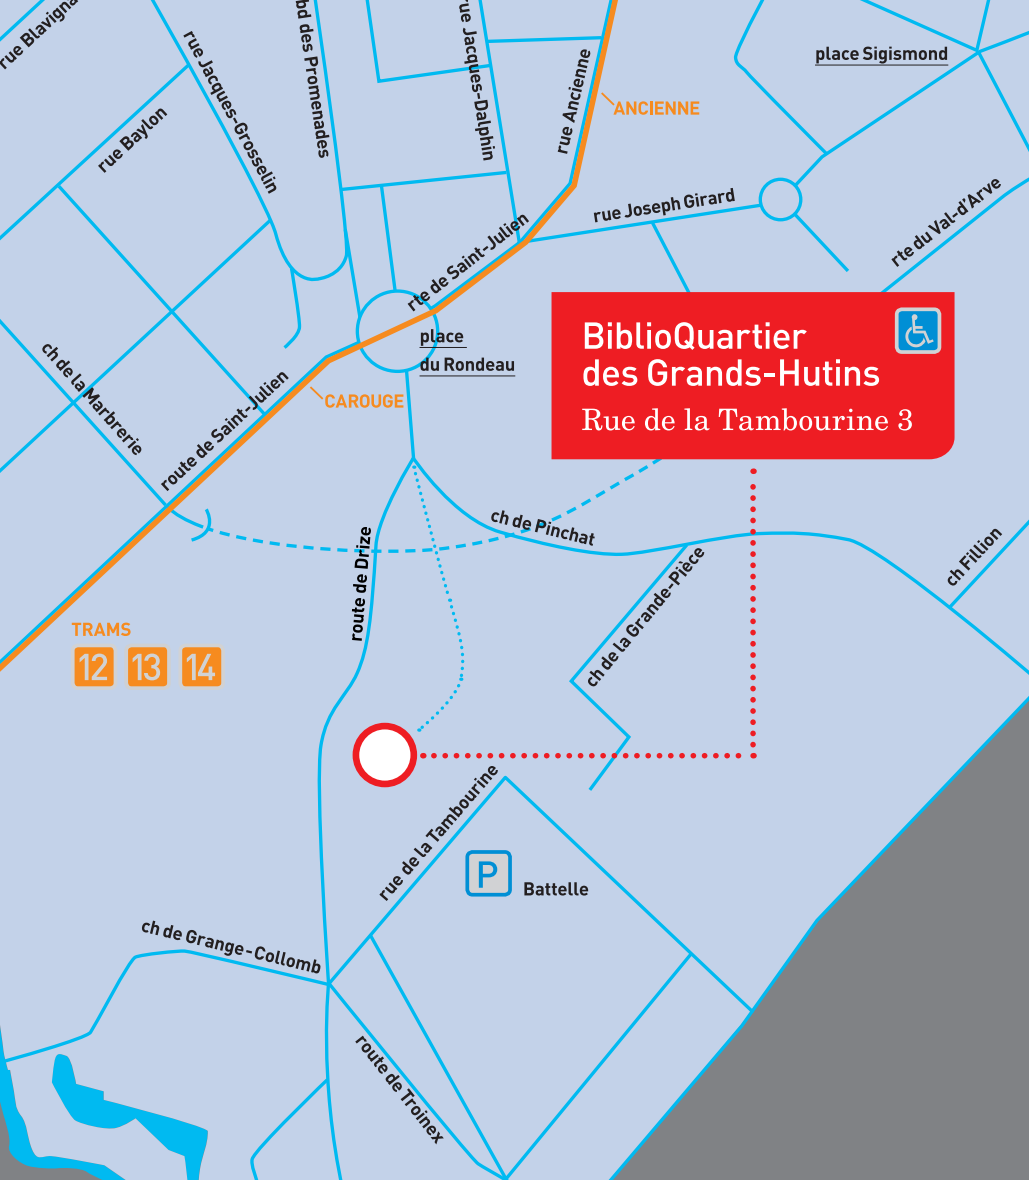 rue Blavigna
rue Jacques-Grosselin
bd des Promenades
rue Jacques-Dalphin
rue Ancienne
ANCIENNE
place Sigismond
rue Baylon
rue Joseph Girard
rte du Val-d'Arve
rte de Saint-Julien
place
du Rondeau
BiblioQuartier
des Grands-Hutins
Rue de la Tambourine 3
ch de la Marbrerie
route de Saint-Julien
CAROUGE
ch de Pinchat
route de Drize
ch de la Grande-Pièce
ch Fillion
TRAMS
12 13 14
rue de la Tambourine
P
Battelle
ch de Grange-Collomb
route de Troinex